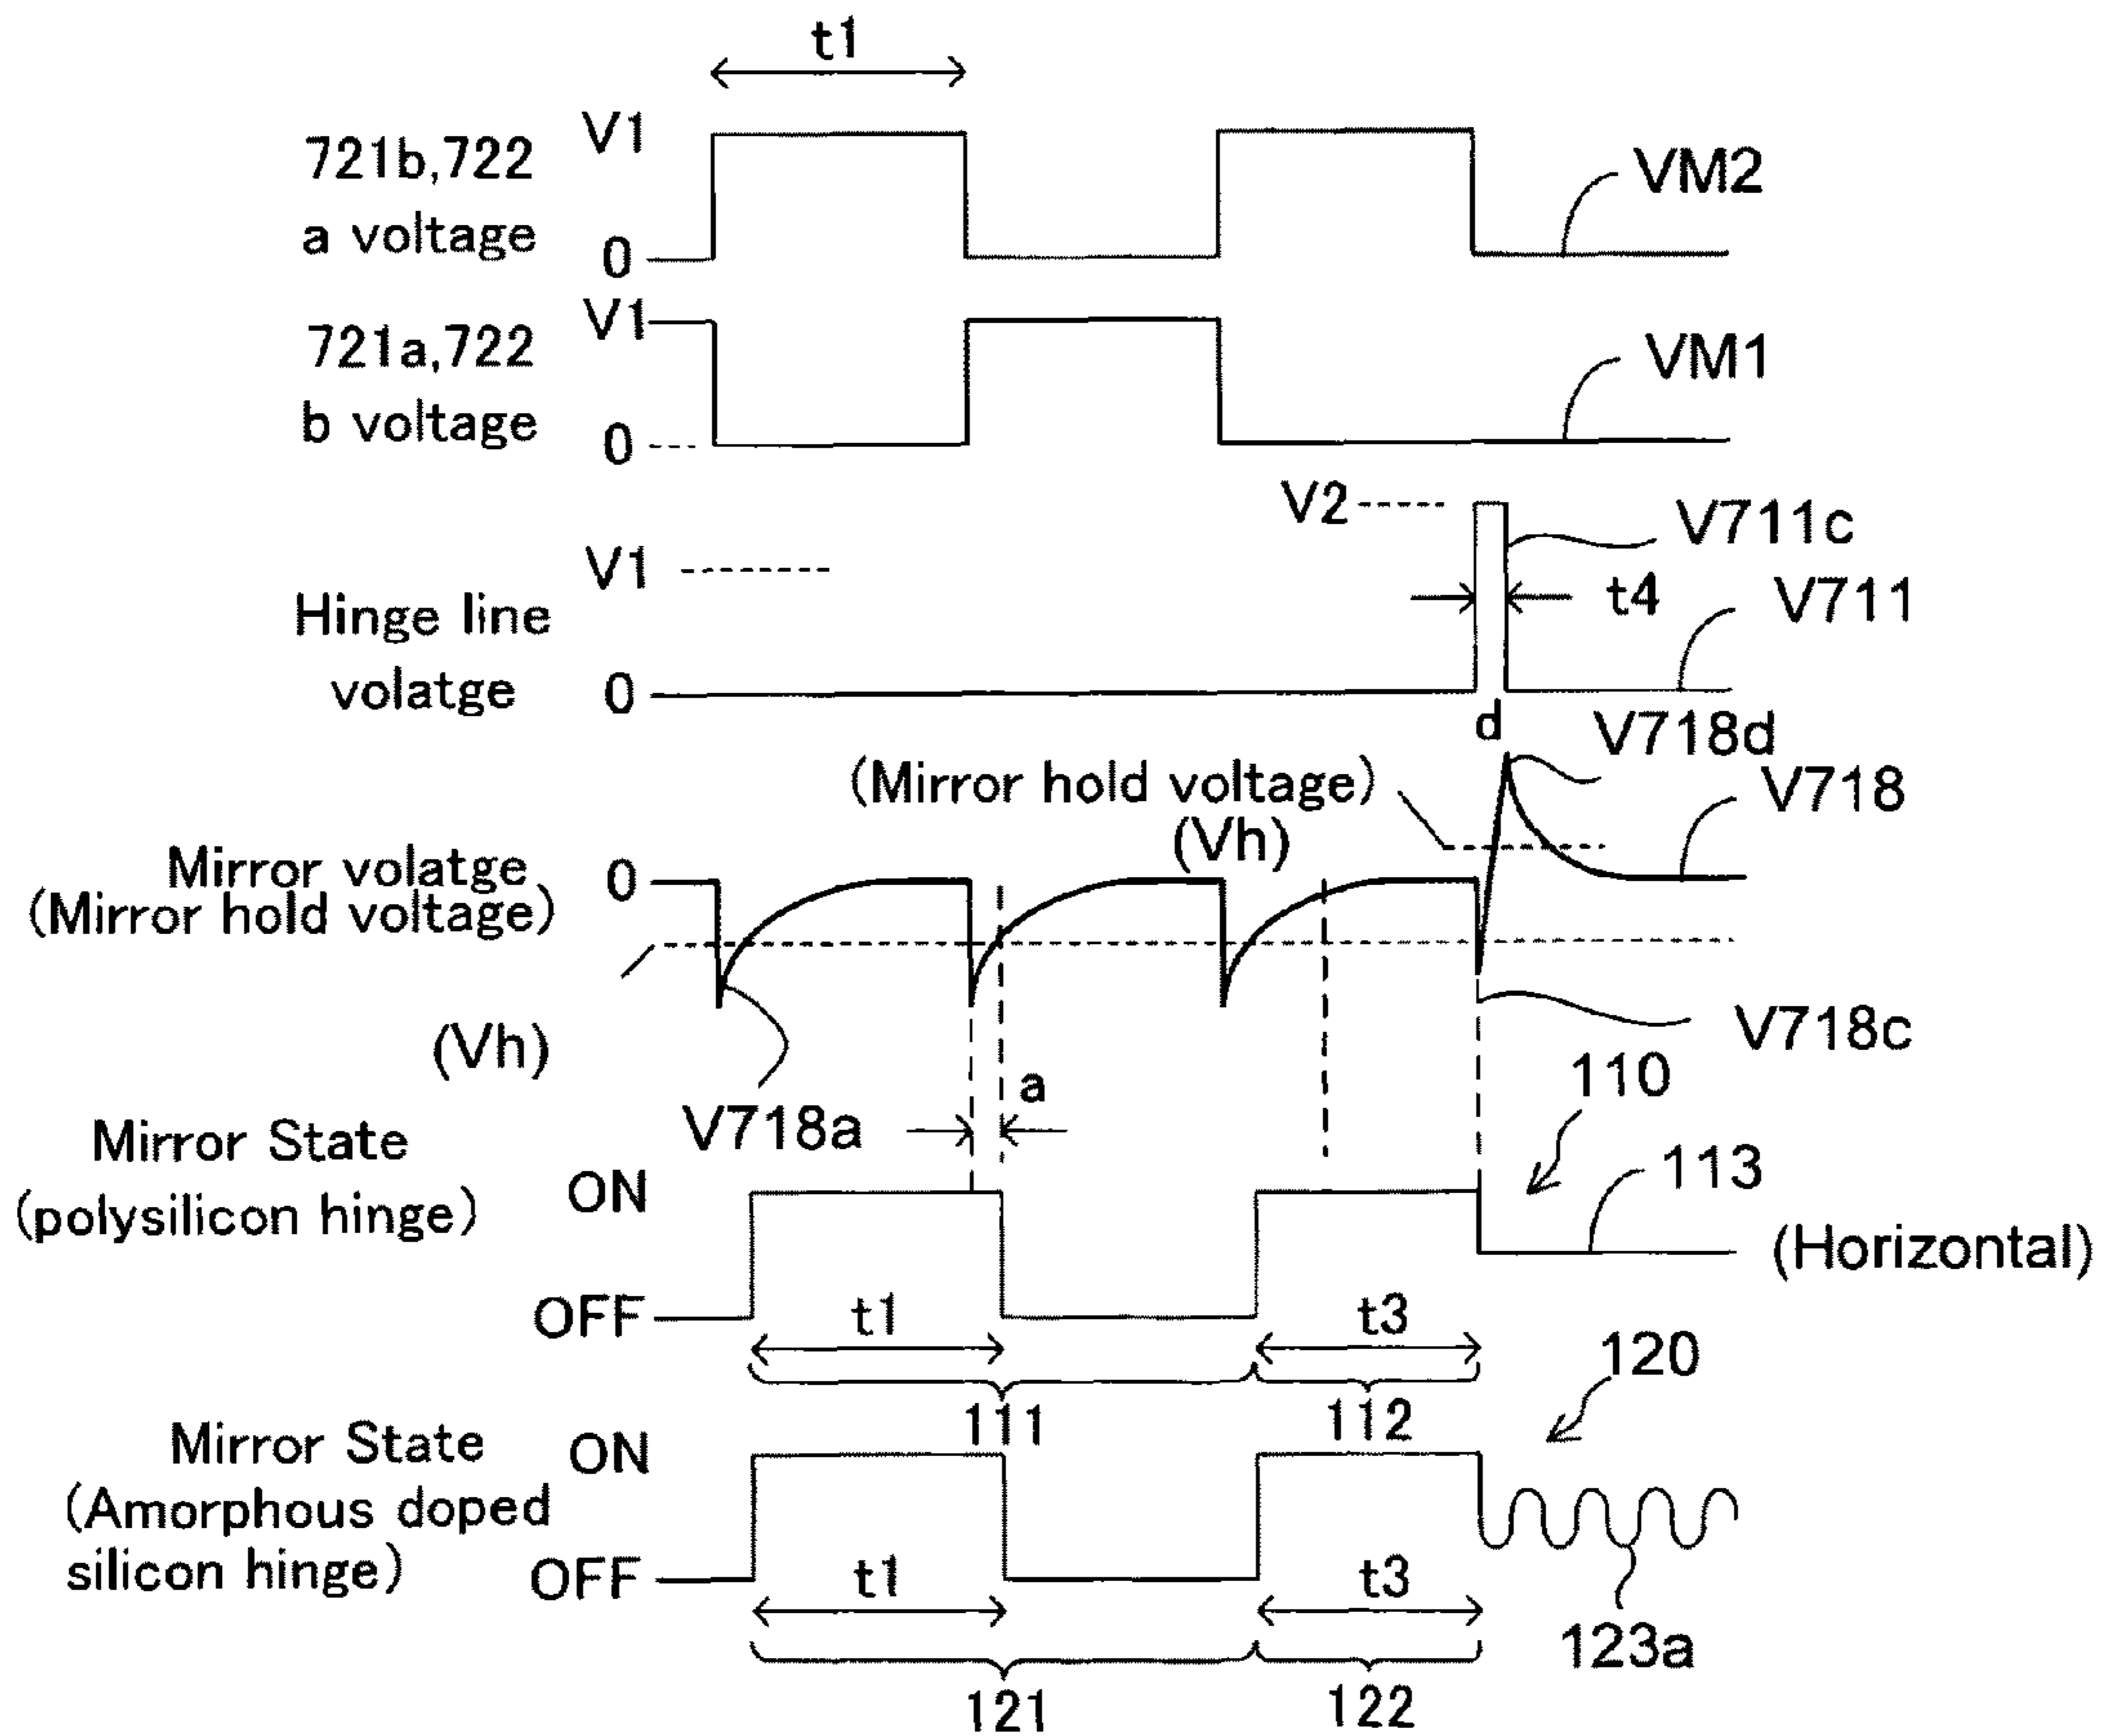 t1
721b,722
a voltage
V1
0
VM2
721a,722
b voltage
V1
0
VM1
V2
V711c
V1
t4
V711
Hinge line
volatge
0
d
V718d
(Mirror hold voltage)
(Vh)
V718
Mirror volatge
(Mirror hold voltage)
0
(Vh)
V718a
a
V718c
110
Mirror State
(polysilicon hinge)
ON
OFF
113
(Horizontal)
t1
t3
111
112
120
Mirror State
(Amorphous doped
silicon hinge)
ON
OFF
t1
t3
123a
121
122